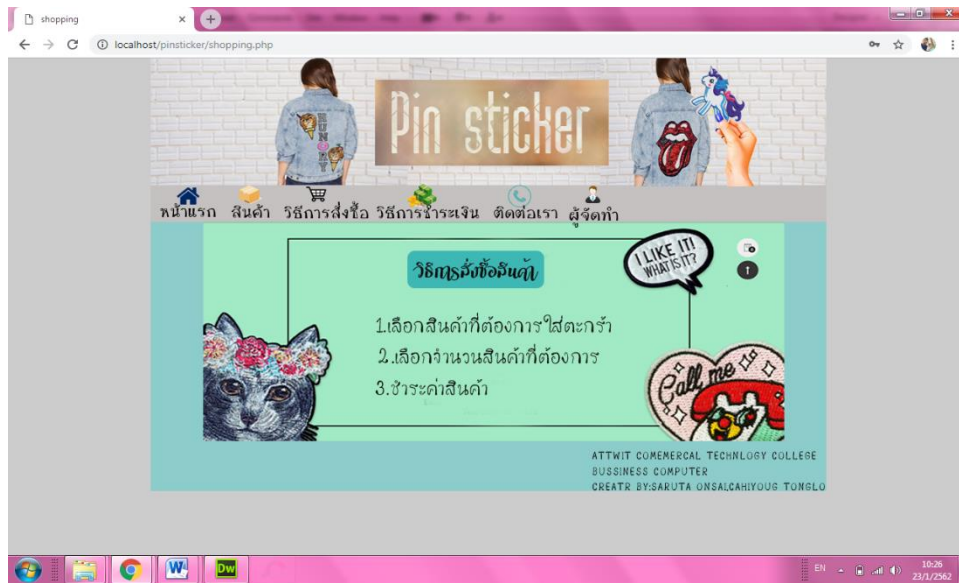 shopping
localhost/pinsticker/shopping.php
HUNGRY
Pin sticker
หน้าแรก สินค้า วิธีการสั่งซื้อ วิธีการชำระเงิน ติดต่อเรา ผู้จัดทำ
I LIKE IT!
WHAT IS IT?
วิธีการสั่งซื้อสินค้า
1.เลือกสินค้าที่ต้องการใส่ตะกร้า
2.เลือกจำนวนสินค้าที่ต้องการ
3.ชำระค่าสินค้า
Call me
ATTWIT COMEMERCAL TECHNLOGY COLLEGE
BUSSINESS COMPUTER
CREATR BY:SARUTA ONSAI,CAHIYOUG TONGLO
W
Dw
EN
10:26
23/1/2562